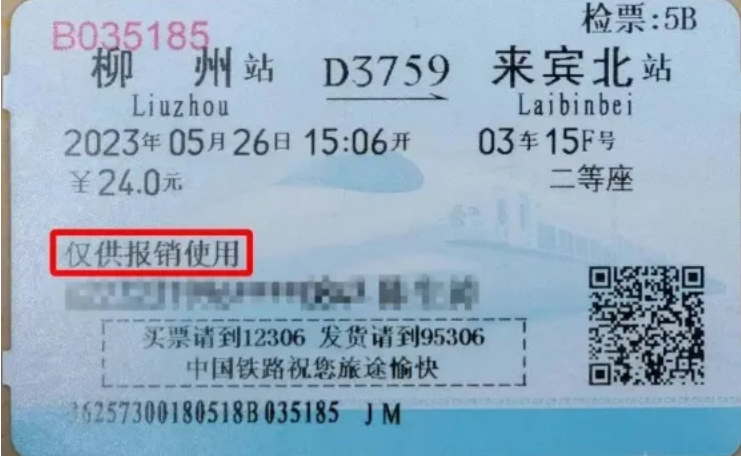 检票:5B
B035185
柳州站 D3759 来宾北站
Liuzhou Laibinbei
2023年05月26日 15:06开 03车15F号
￥24.0元 二等座
仅供报销使用
买票请到12306 发货请到95306
中国铁路祝您旅途愉快
36257300180518B035185 JM